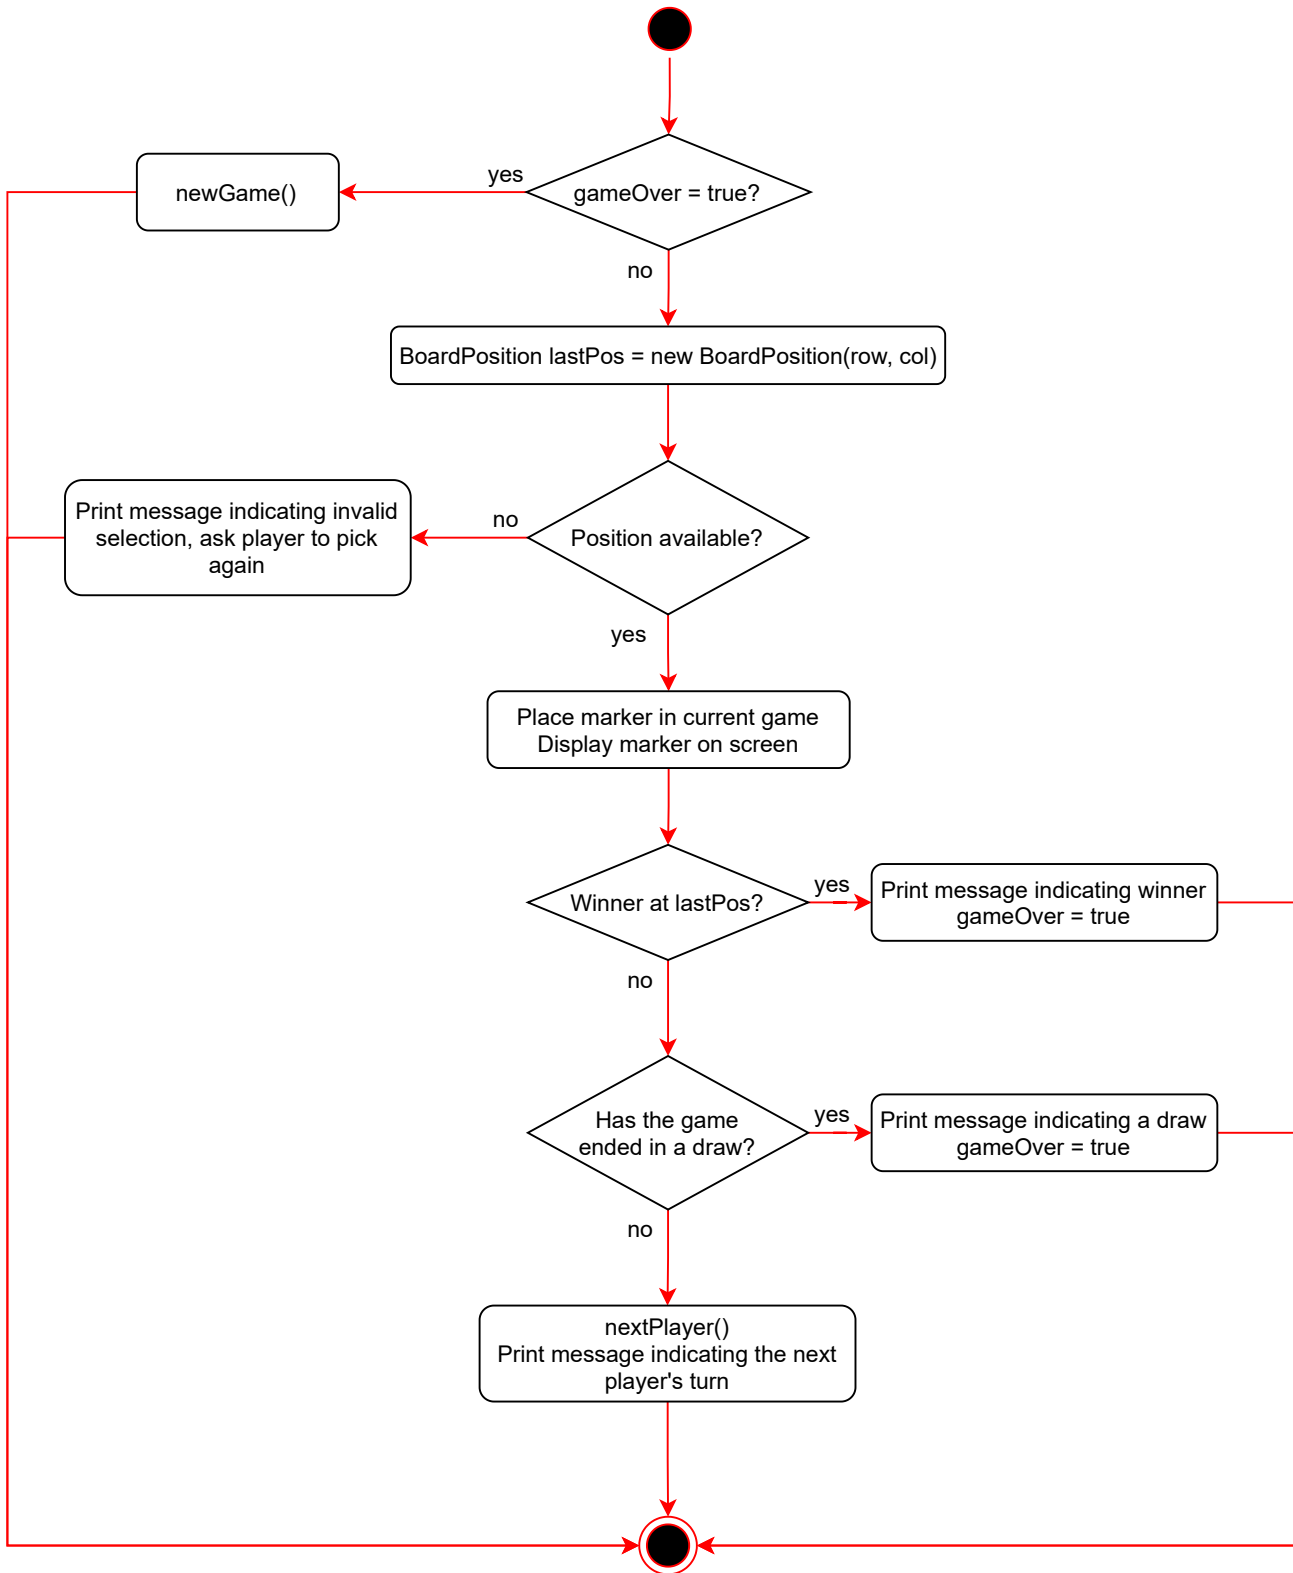 yes
gameOver = true?
newGame()
no
BoardPosition lastPos = new BoardPosition(row, col)
Print message indicating invalid
selection, ask player to pick
again
no
Position available?
yes
Place marker in current game
Display marker on screen
Winner at lastPos?
yes
Print message indicating winner
gameOver = true
no
Has the game
ended in a draw?
yes
Print message indicating a draw
gameOver = true
no
nextPlayer()
Print message indicating the next
player's turn